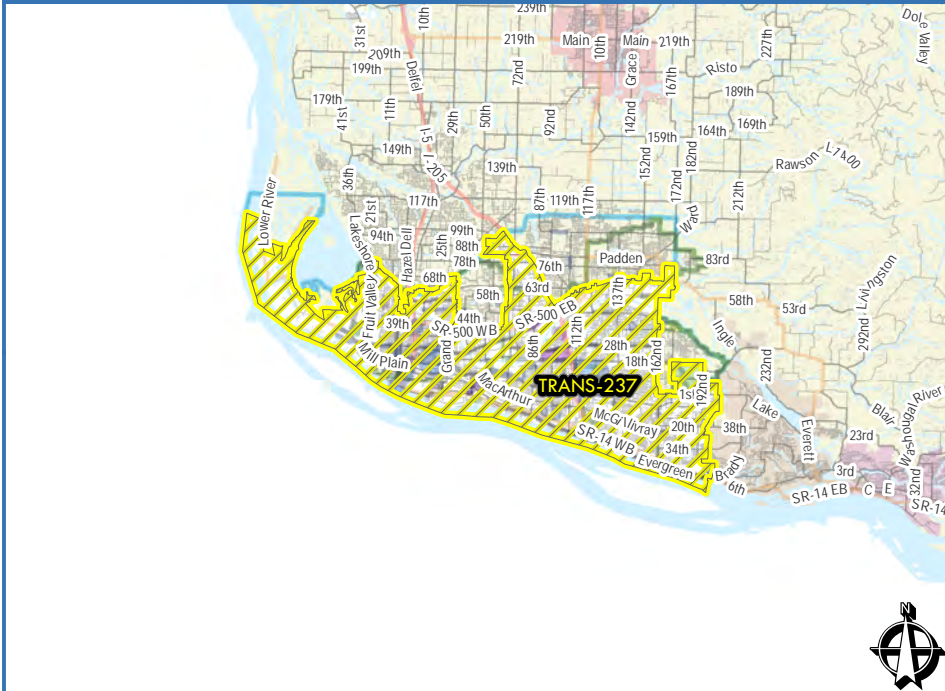 239th
Dol e Valley
10th
31st
219th
Main
10th
Main
219th
227th
209th
199th
Delfel
72nd
Grace
167th
Risto
189th
179th
41st
11th
29th
50th
92nd
142nd
169th
164th
159th
I-5
I-205
149th
139th
152nd
182nd
Rawson
L-1400
36th
172nd
212th
117th
87th
119th
117th
21st
Ward
Lower River
Lakeshore
94th
Hazel Dell
25th
99th
88th
78th
76th
Padden
83rd
68th
63rd
137th
58th
58th
53rd
Livingston
292nd
Fruit Valley
39th
44th
SR-500 WB
SR-500 EB
112th
Ingle
Mill Plain
Grand
86th
28th
18th
162nd
232nd
TRANS-237
MacArthur
1st
192nd
Lake
Blair
Washougal River
McGillivray
20th
38th
Everett
23rd
SR-14 WB
34th
Evergreen
Brady
6th
3rd
32nd
SR-14 EB
C
E
SR-14
N